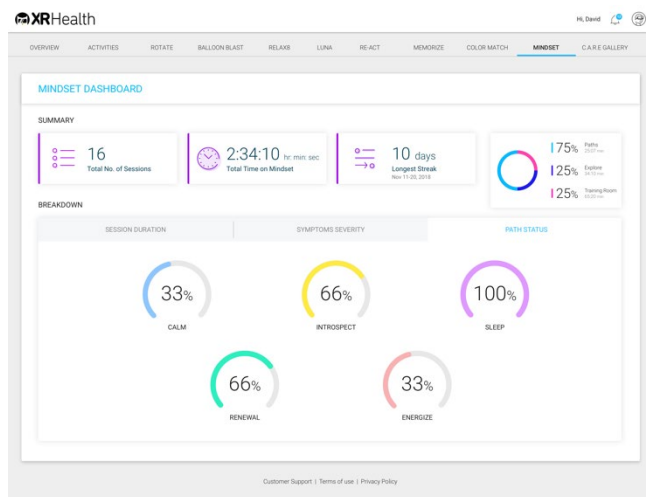 XRHealth
Hi, David
OVERVIEW ACTIVITIES ROTATE BALLOON BLAST RELAX8 LUNA RE-ACT MEMORIZE COLOR MATCH MINDSET C.A.R.E GALLERY
MINDSET DASHBOARD
SUMMARY
16
Total No. of Sessions
2:34:10 hr: min: sec
Total Time on Mindset
10 days
Longest Streak
Nov 11-20, 2018
75% Paths
25% Explore
25% Training Room
BREAKDOWN
SESSION DURATION SYMPTOMS SEVERITY PATH STATUS
33%
CALM
66%
INTROSPECT
100%
SLEEP
66%
RENEWAL
33%
ENERGIZE
Customer Support | Terms of use | Privacy Policy